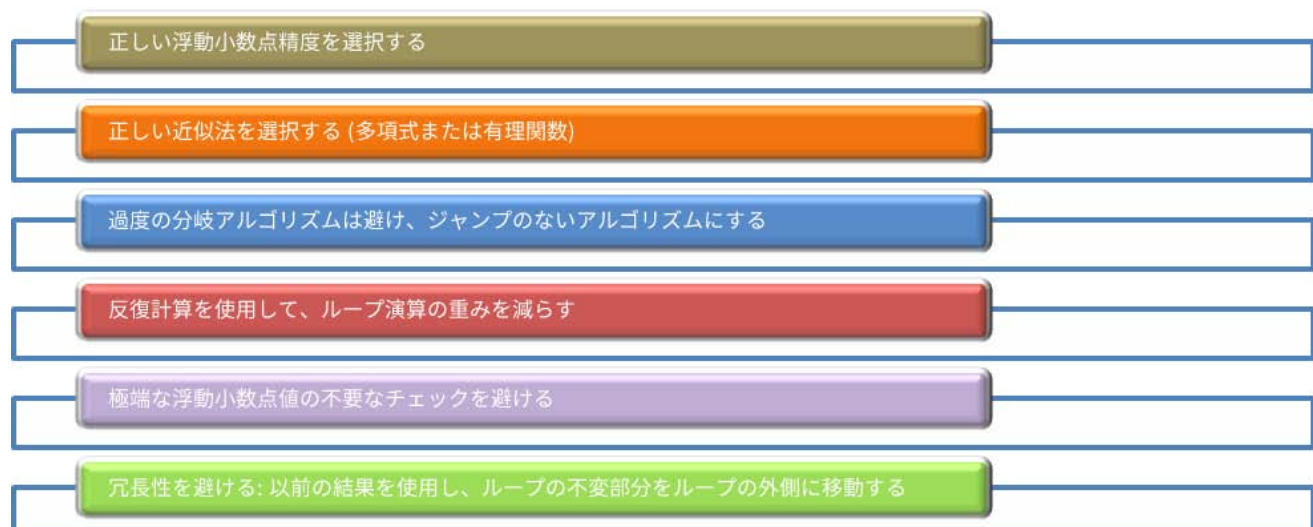 正しい浮動小数点精度を選択する
正しい近似法を選択する (多項式または有理関数)
過度の分岐アルゴリズムは避け、ジャンプのないアルゴリズムにする
反復計算を使用して、ループ演算の重みを減らす
極端な浮動小数点値の不要なチェックを避ける
冗長性を避ける: 以前の結果を使用し、ループの不変部分をループの外側に移動する